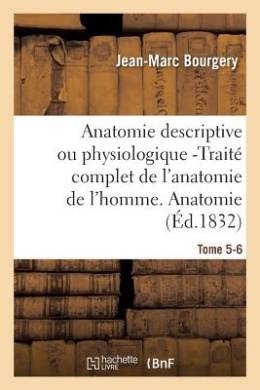 Jean-Marc Bourgery
Anatomie descriptive
ou physiologique -Traité
complet de l'anatomie
de l'homme. Anatomie
(Éd.1832)
Tome 5-6
hachette
LIVRE
{BnF